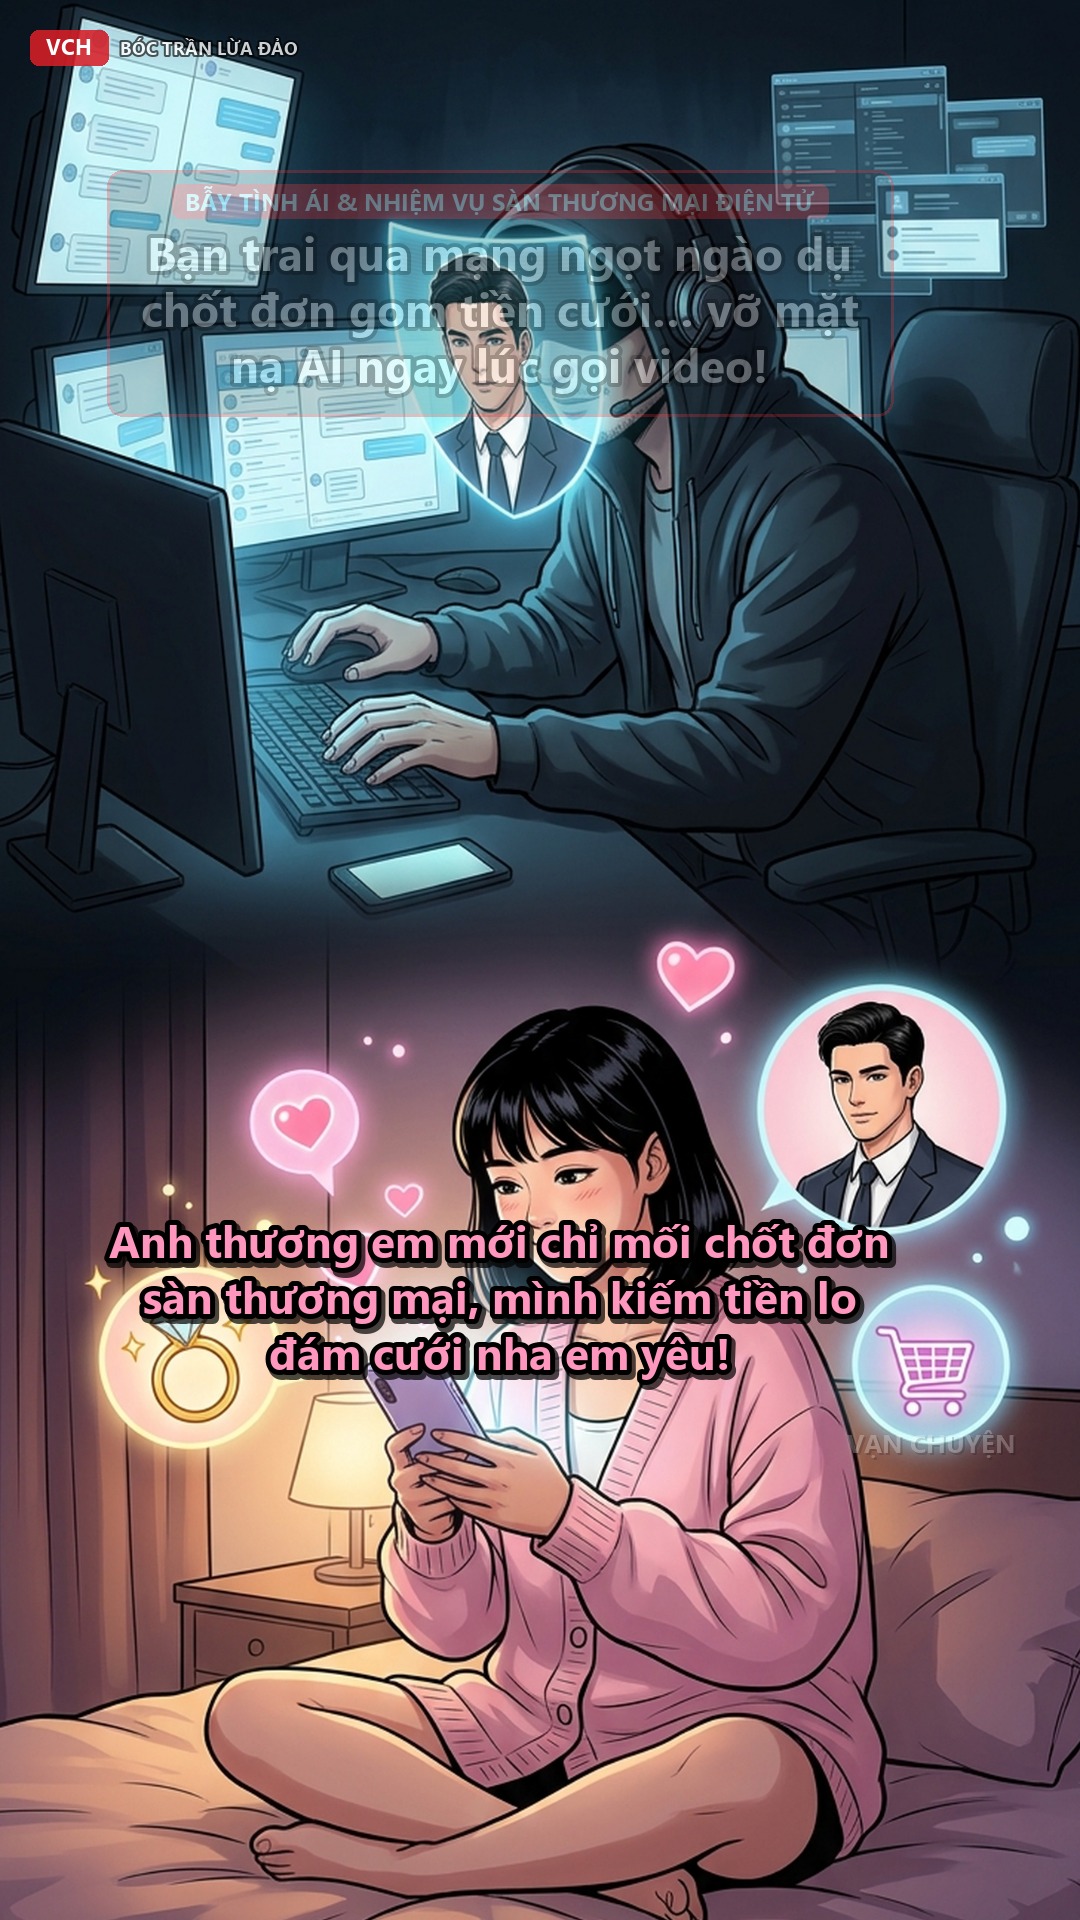 VCH BÓC TRẦN LỪA ĐẢO
BẪY TÌNH ÁI & NHIỆM VỤ SÀN THƯƠNG MẠI ĐIỆN TỬ
Bạn trai qua mạng ngọt ngào dụ
chốt đơn gom tiền cưới... vỡ mặt
nạ AI ngay lúc gọi video!
Anh thương em mới chỉ mối chốt đơn
sàn thương mại, mình kiếm tiền lo
đám cưới nha em yêu!
VẠN CHUYỆN